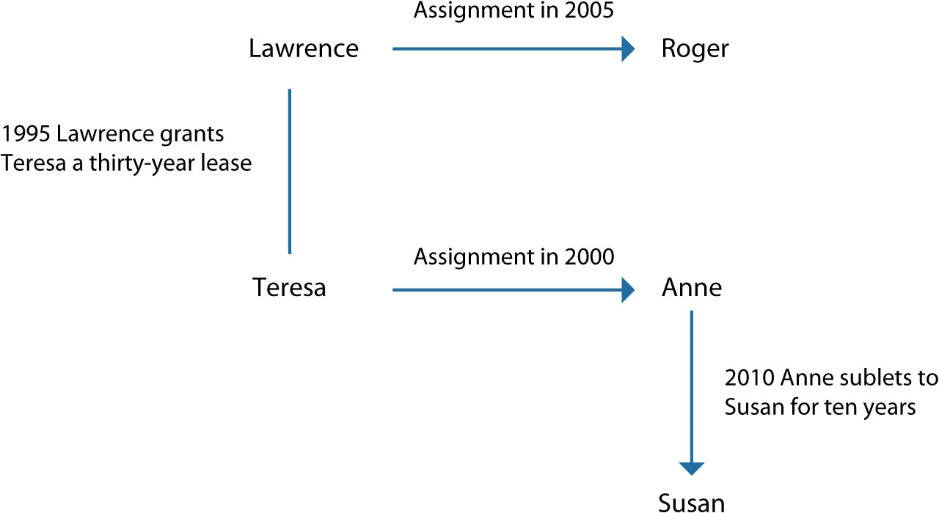 Assignment in 2005
Lawrence
Roger
1995 Lawrence grants
Teresa a thirty-year lease
Assignment in 2000
Teresa
Anne
2010 Anne sublets to
Susan for ten years
Susan